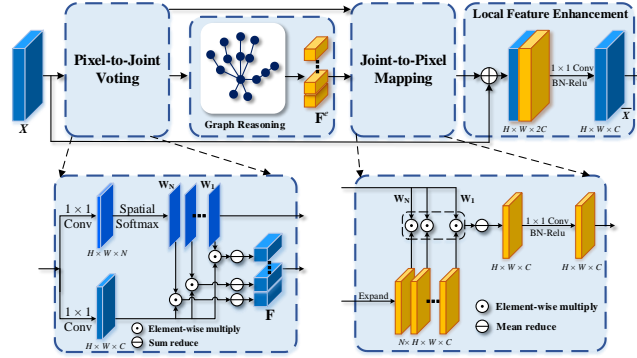 Local Feature Enhancement
Pixel-to-Joint
Voting
Graph Reasoning
F^e
Joint-to-Pixel
Mapping
1×1 Conv
BN-Relu
X
H×W×2C
H×W×C
X̄
1×1
Conv
Spatial
Softmax
H×W×N
W_N
W_1
1×1
Conv
H×W×C
F
Element-wise multiply
Sum reduce
W_N
W_1
1×1 Conv
BN-Relu
H×W×C
H×W×C
Expand
N×H×W×C
Element-wise multiply
Mean reduce